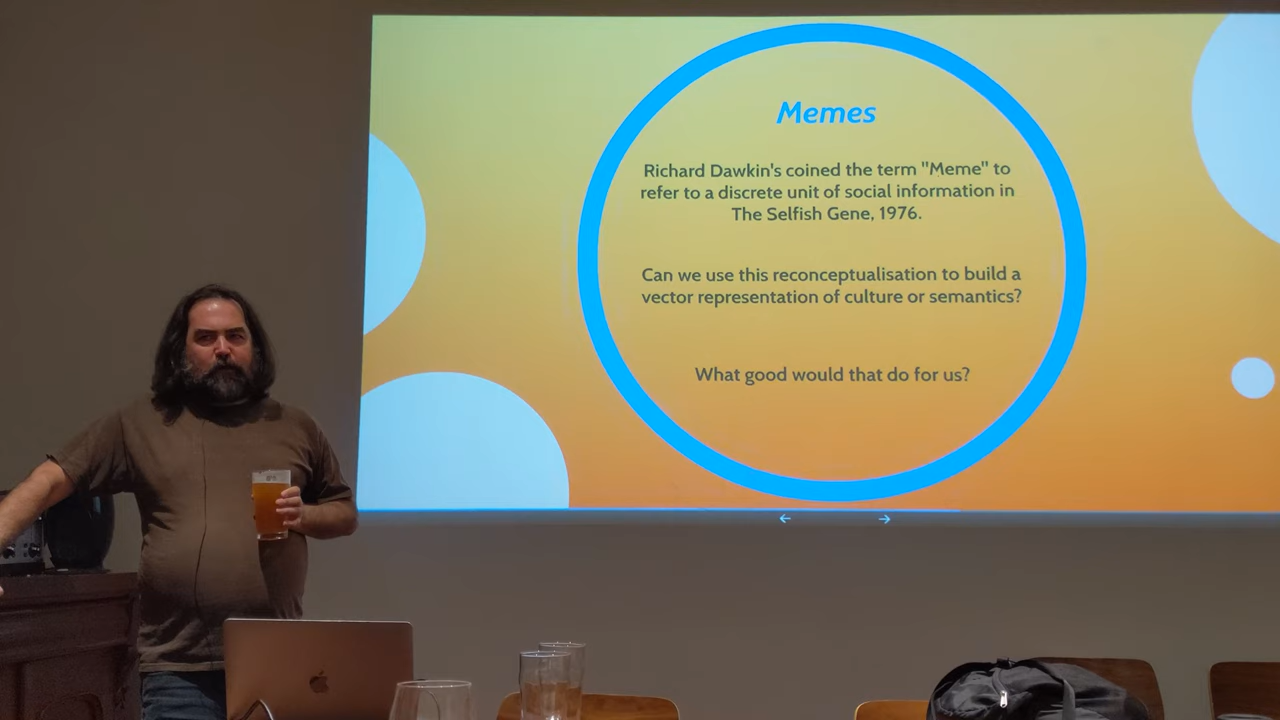 Memes
Richard Dawkin's coined the term "Meme" to
refer to a discrete unit of social information in
The Selfish Gene, 1976.
Can we use this reconceptualisation to build a
vector representation of culture or semantics?
What good would that do for us?